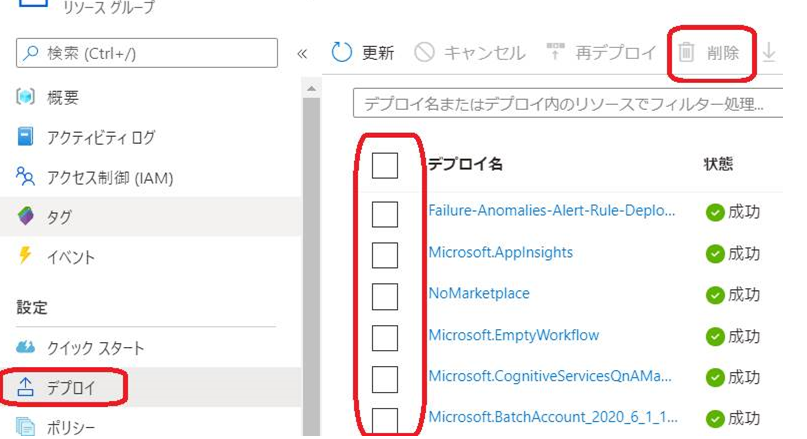 リソース グループ
検索 (Ctrl+/)
«
更新
キャンセル
再デプロイ
削除
概要
アクティビティ ログ
アクセス制御 (IAM)
タグ
イベント
設定
クイック スタート
デプロイ
ポリシー
デプロイ名またはデプロイ内のリソースでフィルター処理...
デプロイ名
状態
Failure-Anomalies-Alert-Rule-Deplo...
成功
Microsoft.AppInsights
成功
NoMarketplace
成功
Microsoft.EmptyWorkflow
成功
Microsoft.CognitiveServicesQnAMa...
成功
Microsoft.BatchAccount_2020_6_1_1...
成功